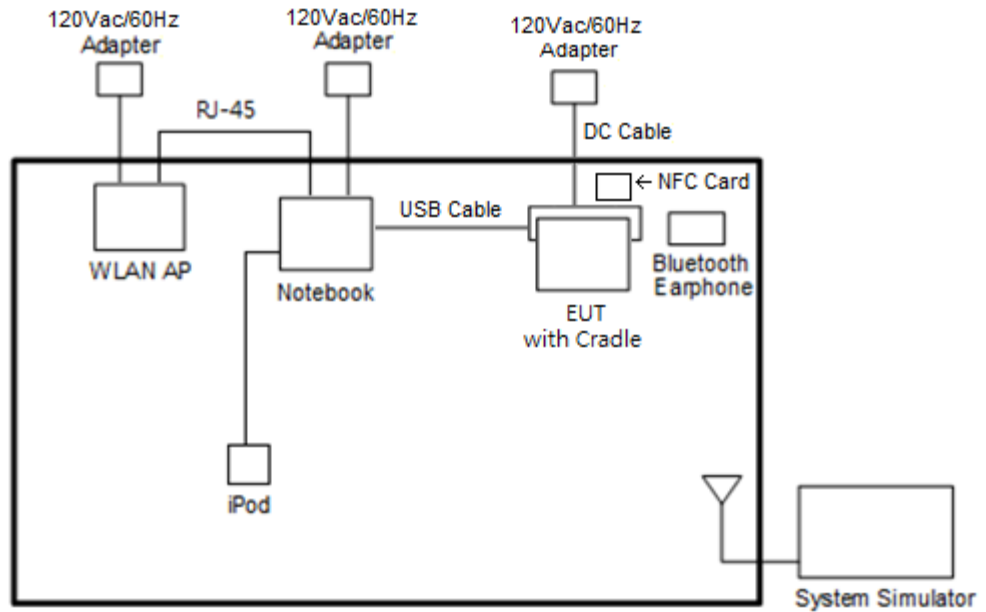 120Vac/60Hz
Adapter
120Vac/60Hz
Adapter
120Vac/60Hz
Adapter
RJ-45
DC Cable
← NFC Card
USB Cable
WLAN AP
Notebook
Bluetooth
Earphone
EUT
with Cradle
iPod
System Simulator